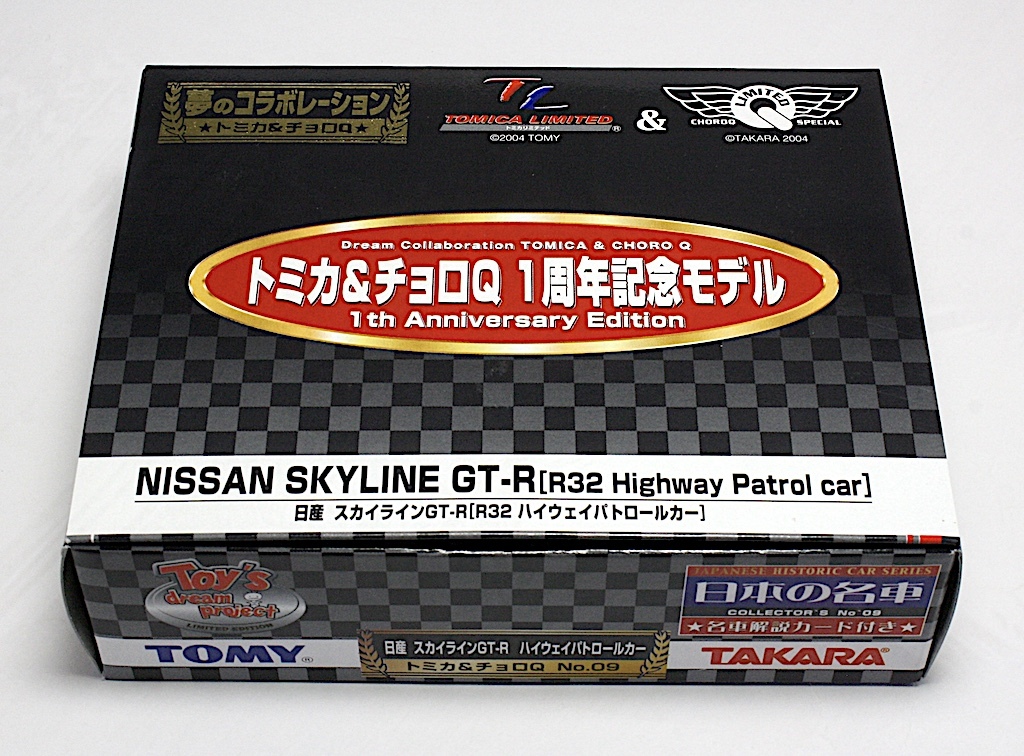 夢のコラボレーション
★トミカ&チョロQ★
TL
TOMICA LIMITED®
トミカリミテッド
©2004 TOMY
&
LIMITED
Q
CHOROQ SPECIAL
©TAKARA 2004
Dream Collaboration TOMICA & CHORO Q
トミカ&チョロQ 1周年記念モデル
1th Anniversary Edition
NISSAN SKYLINE GT-R[R32 Highway Patrol car]
日産 スカイラインGT-R[R32 ハイウェイパトロールカー]
Toy's
dream
project
LIMITED EDITION
JAPANESE HISTORIC CAR SERIES
日本の名車
COLLECTOR'S No°09
★名車解説カード付き★
TOMY®
日産 スカイラインGT-R ハイウェイパトロールカー
トミカ&チョロQ No.09
TAKARA®